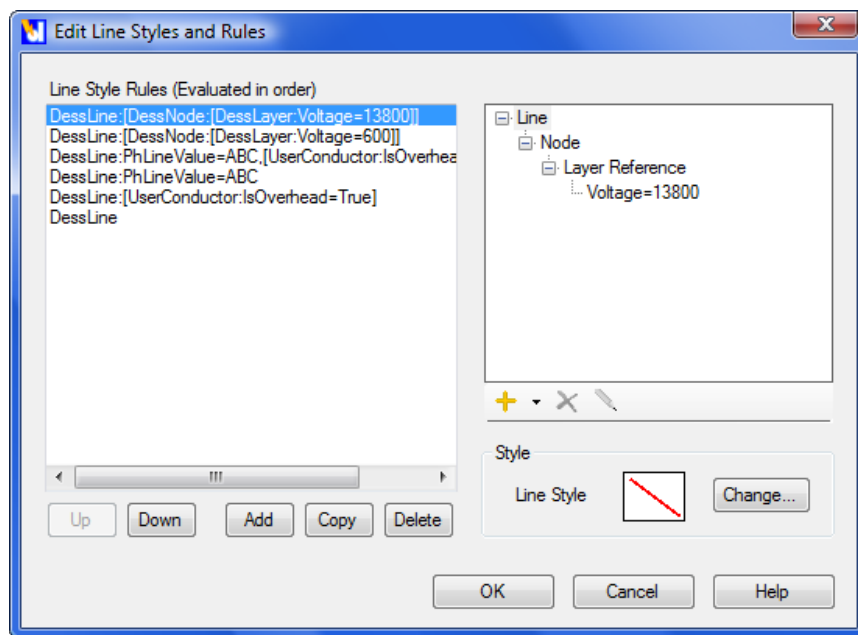 Edit Line Styles and Rules
Line Style Rules (Evaluated in order)
DessLine:[DessNode:[DessLayer:Voltage=13800]]
DessLine:[DessNode:[DessLayer:Voltage=600]]
DessLine:PhLineValue=ABC,[UserConductor:IsOverhea
DessLine:PhLineValue=ABC
DessLine:[UserConductor:IsOverhead=True]
DessLine
Line
Node
Layer Reference
Voltage=13800
Style
Line Style
Change...
Up
Down
Add
Copy
Delete
OK
Cancel
Help